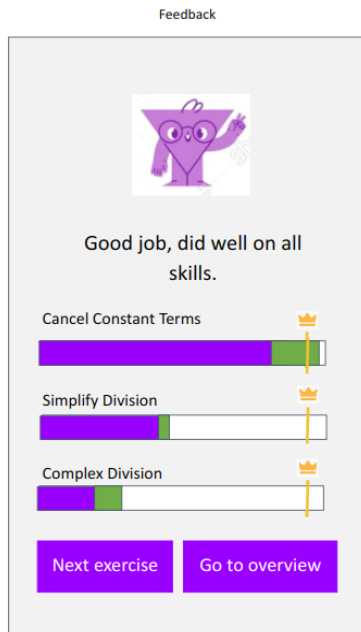 Feedback
Good job, did well on all
skills.
Cancel Constant Terms
Simplify Division
Complex Division
Next exercise
Go to overview